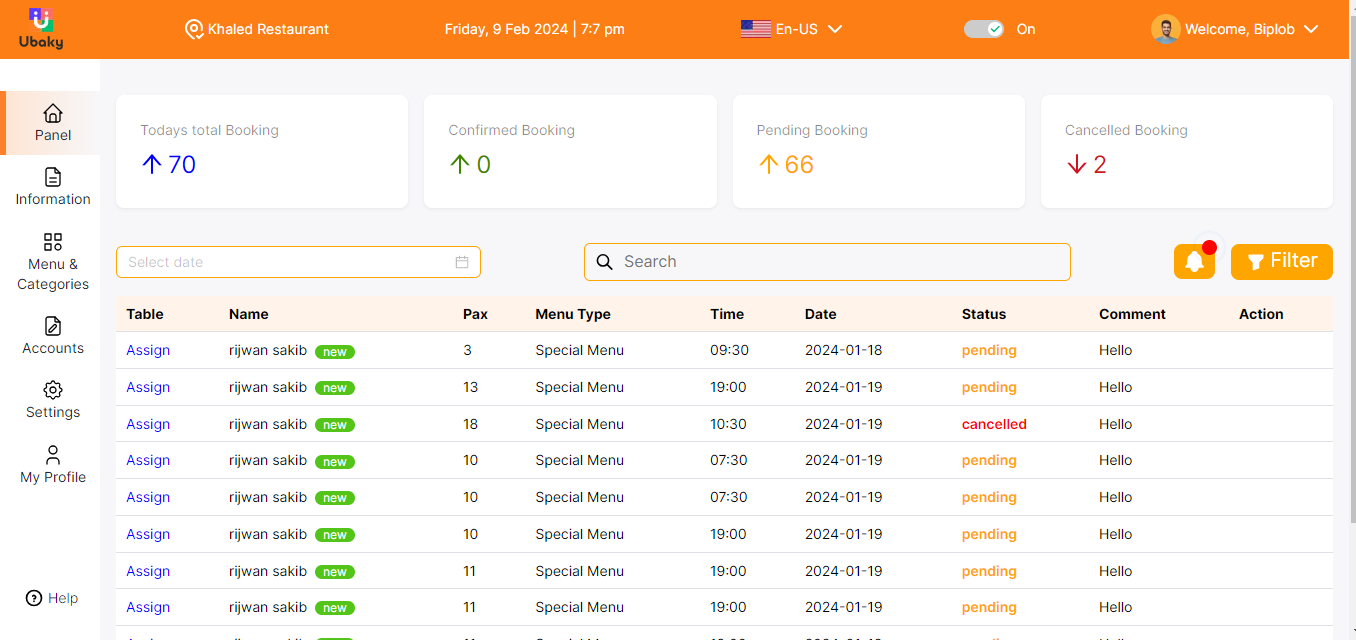 Ubaky
Khaled Restaurant
Friday, 9 Feb 2024 | 7:7 pm
En-US
On
Welcome, Biplob
Panel
Information
Menu &
Categories
Accounts
Settings
My Profile
Help
Todays total Booking
70
Confirmed Booking
0
Pending Booking
66
Cancelled Booking
2
Select date
Search
Filter
Table Name Pax Menu Type Time Date Status Comment Action
Assign rijwan sakib new 3 Special Menu 09:30 2024-01-18 pending Hello
Assign rijwan sakib new 13 Special Menu 19:00 2024-01-19 pending Hello
Assign rijwan sakib new 18 Special Menu 10:30 2024-01-19 cancelled Hello
Assign rijwan sakib new 10 Special Menu 07:30 2024-01-19 pending Hello
Assign rijwan sakib new 10 Special Menu 07:30 2024-01-19 pending Hello
Assign rijwan sakib new 10 Special Menu 19:00 2024-01-19 pending Hello
Assign rijwan sakib new 11 Special Menu 19:00 2024-01-19 pending Hello
Assign rijwan sakib new 11 Special Menu 19:00 2024-01-19 pending Hello